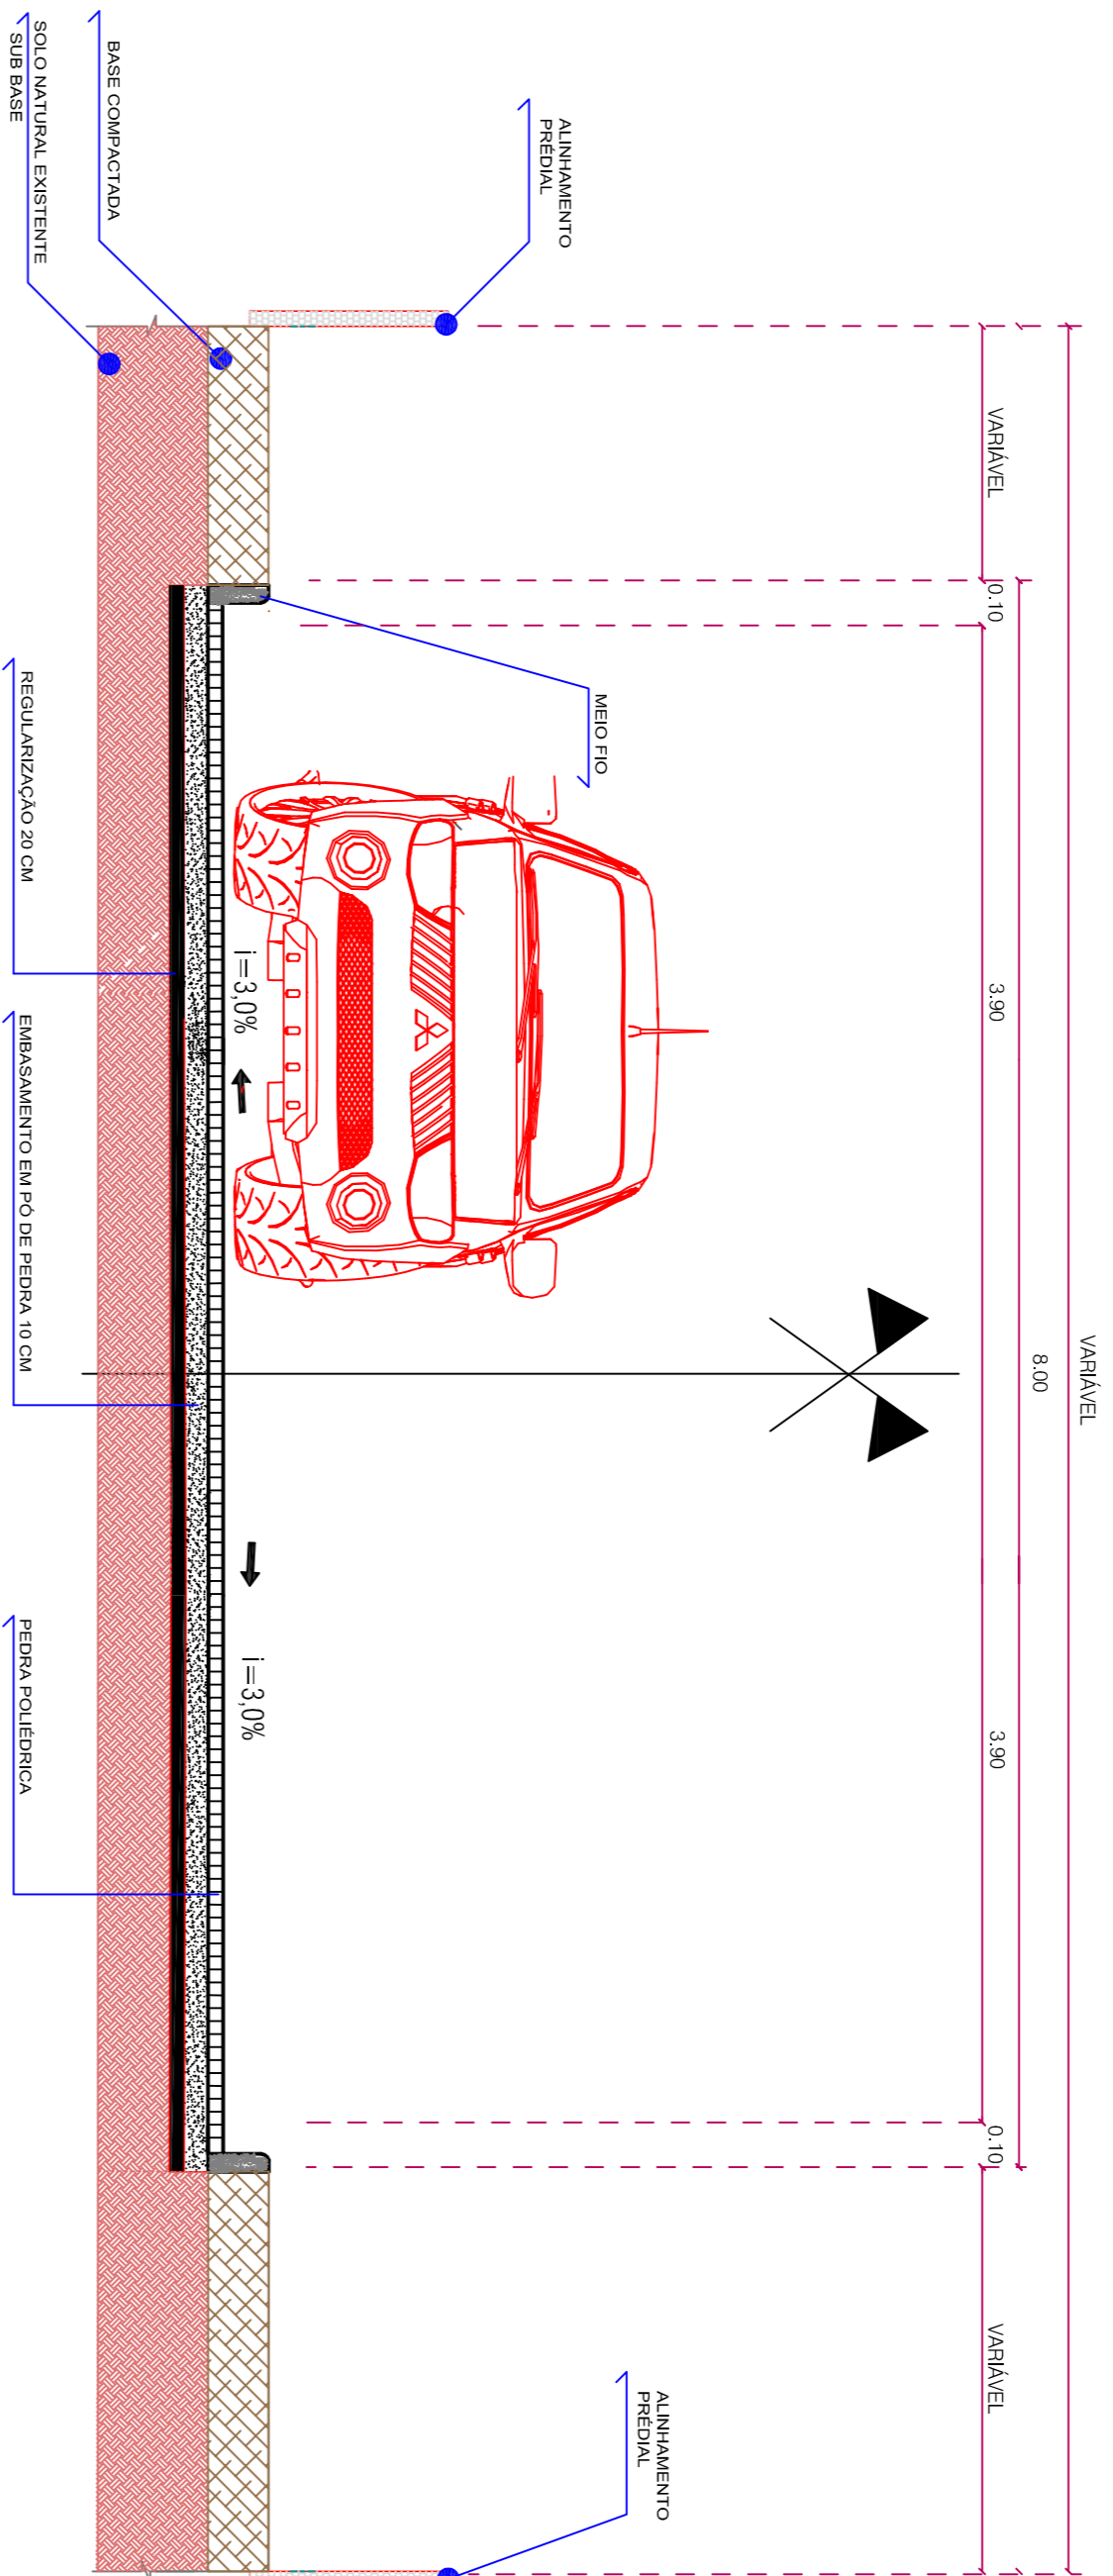 VARIÁVEL
8.00
VARIÁVEL
0.10
3.90
3.90
0.10
VARIÁVEL
ALINHAMENTO
PRÉDIAL
MEIO FIO
ALINHAMENTO
PRÉDIAL
i=3,0%
i=3,0%
BASE COMPACTADA
SOLO NATURAL EXISTENTE
SUB BASE
REGULARIZAÇÃO 20 CM
EMBASAMENTO EM PÓ DE PEDRA 10 CM
PEDRA POLIÉDRICA